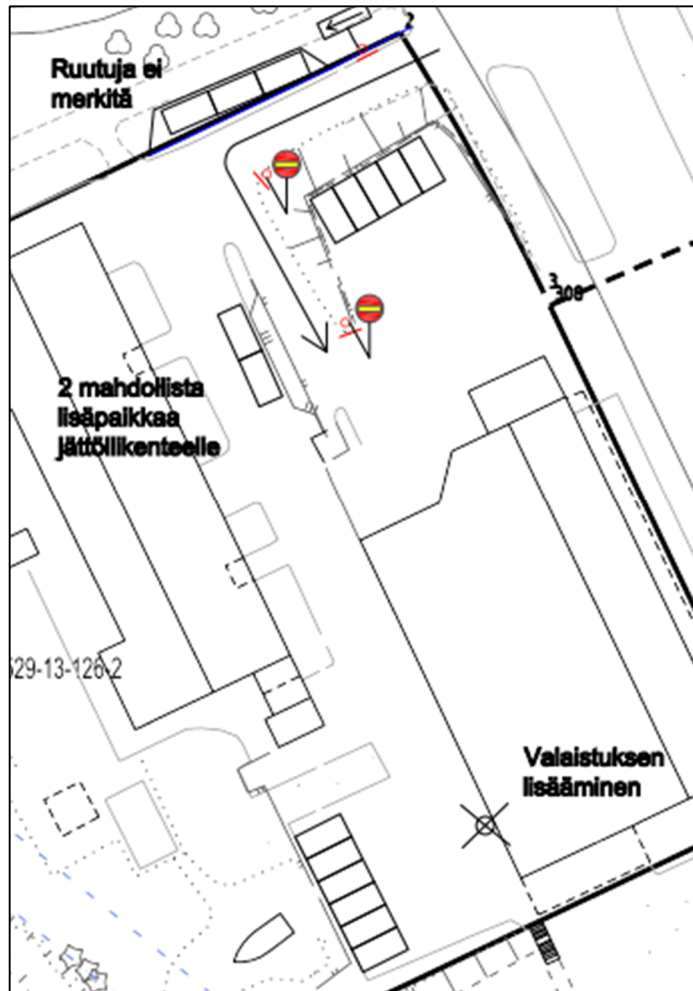 2
Ruutuja ei
merkitä
3
308
2 mahdollista
lisäpaikkaa
jättöliikenteelle
529-13-126-2
Valaistuksen
lisääminen